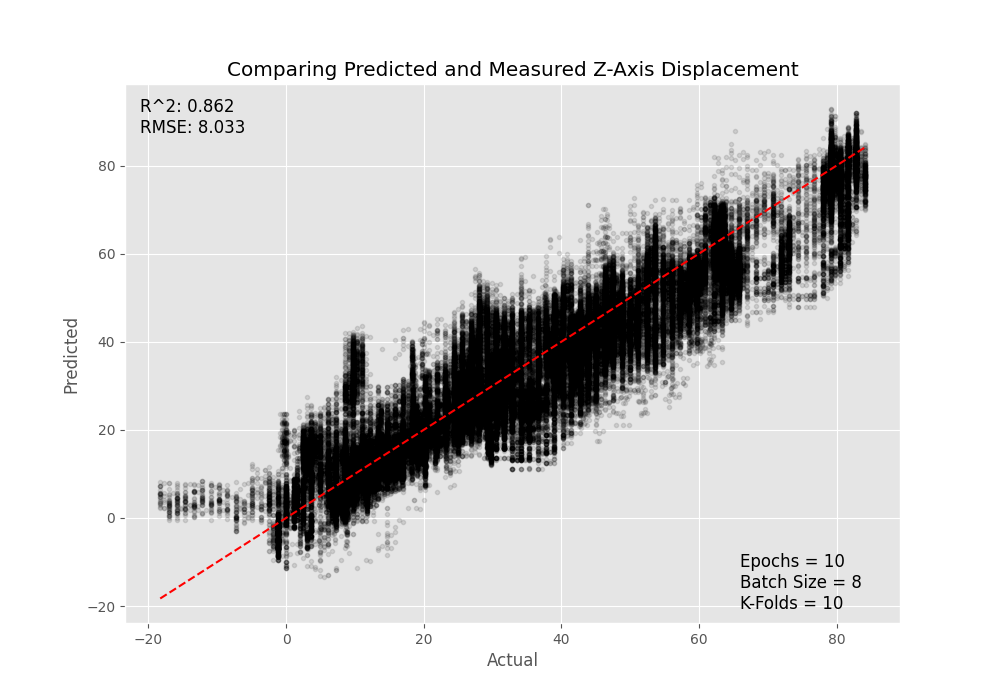 Comparing Predicted and Measured Z-Axis Displacement
R^2: 0.862
RMSE: 8.033
80
60
40
20
0
−20
Predicted
Epochs = 10
Batch Size = 8
K-Folds = 10
−20 0 20 40 60 80
Actual